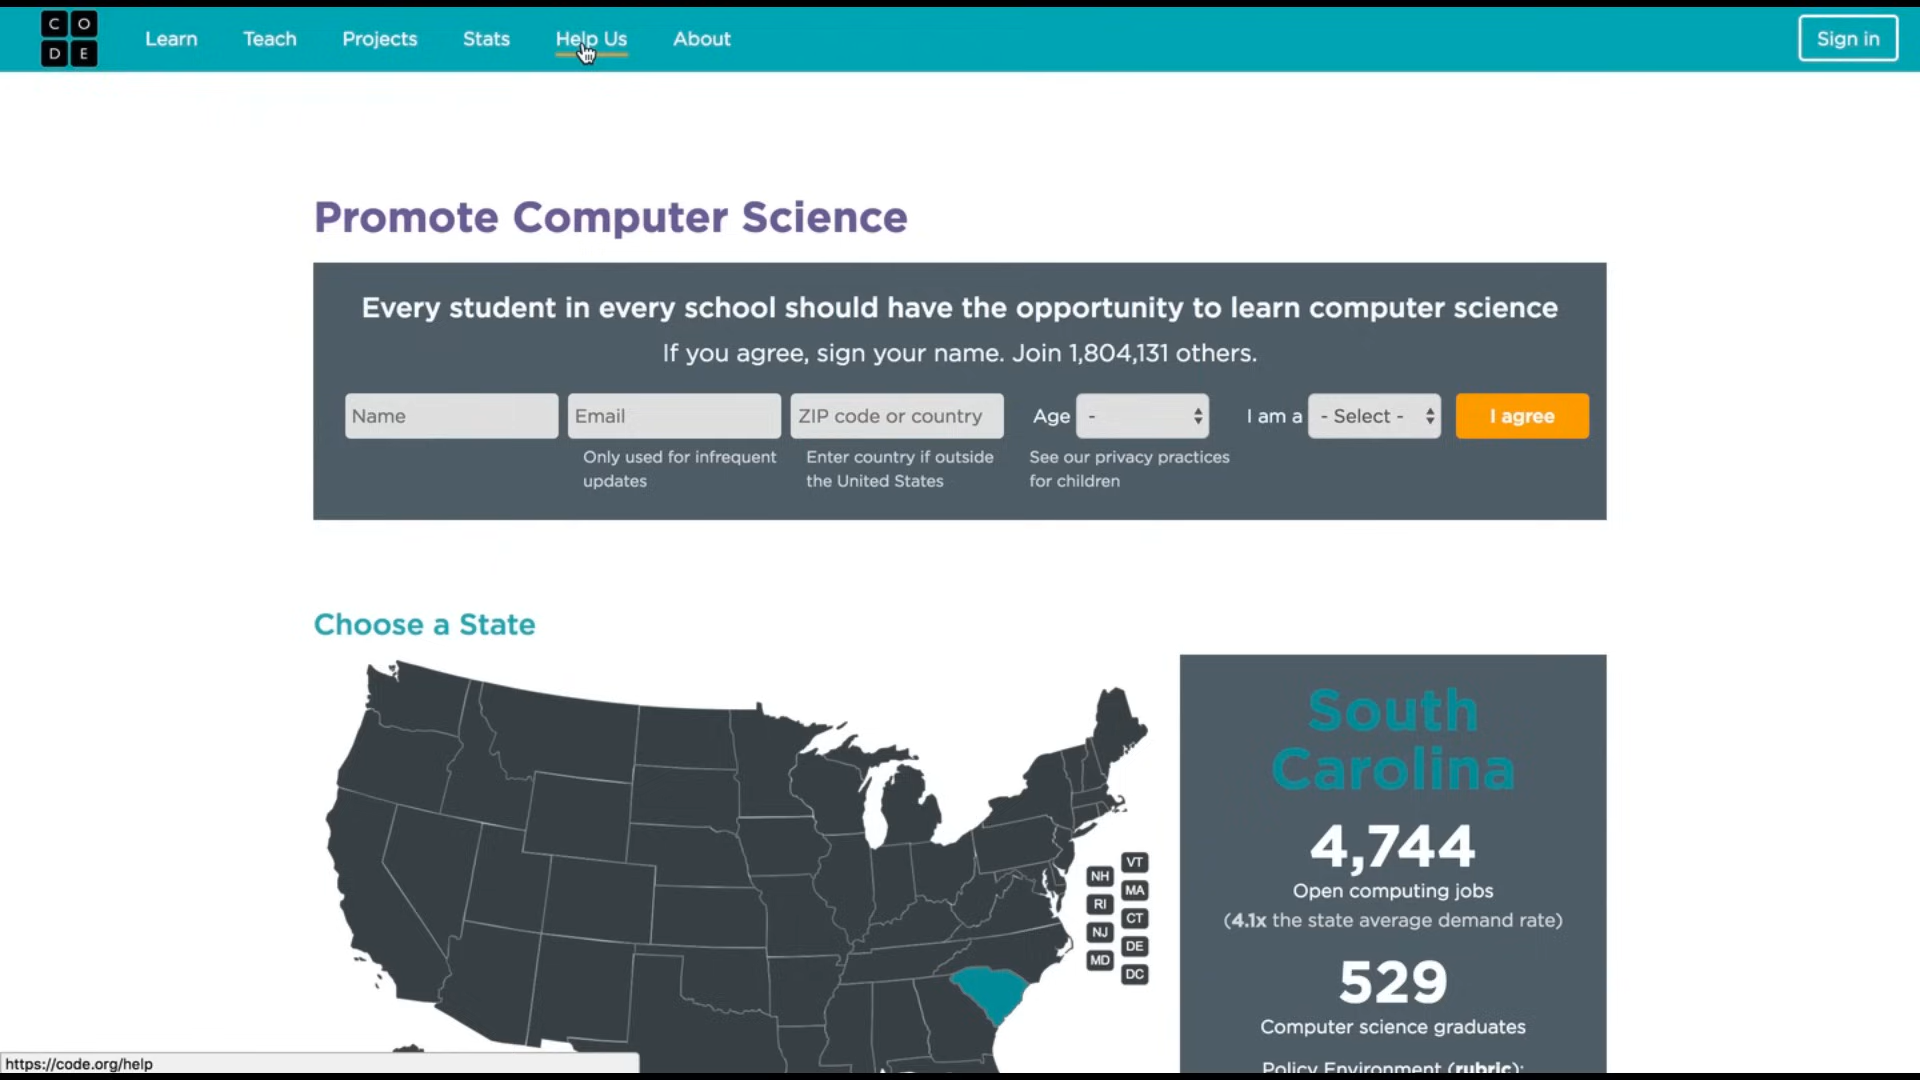 C O
D E
Learn
Teach
Projects
Stats
Help Us
About
Sign in
Promote Computer Science
Every student in every school should have the opportunity to learn computer science
If you agree, sign your name. Join 1,804,131 others.
Name
Email
ZIP code or country
Age
-
I am a
- Select -
I agree
Only used for infrequent
updates
Enter country if outside
the United States
See our privacy practices
for children
Choose a State
VT
NH
MA
RI
CT
NJ
DE
MD
DC
South
Carolina
4,744
Open computing jobs
(4.1x the state average demand rate)
529
Computer science graduates
Policy Environment (rubric):
https://code.org/help